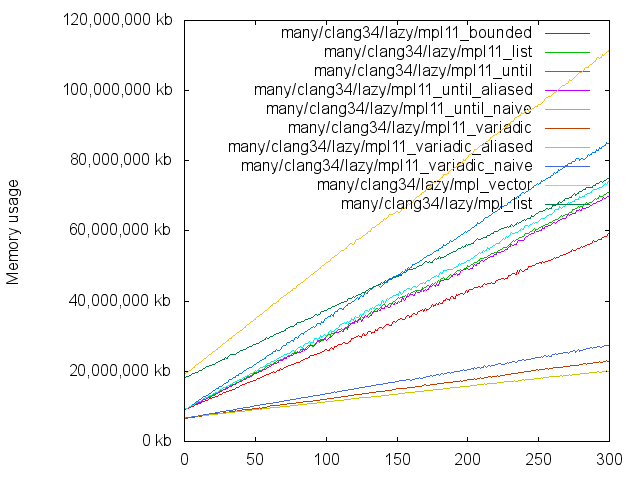 120,000,000 kb
100,000,000 kb
80,000,000 kb
60,000,000 kb
40,000,000 kb
20,000,000 kb
0 kb
Memory usage
many/clang34/lazy/mpl11_bounded
many/clang34/lazy/mpl11_list
many/clang34/lazy/mpl11_until
many/clang34/lazy/mpl11_until_aliased
many/clang34/lazy/mpl11_until_naive
many/clang34/lazy/mpl11_variadic
many/clang34/lazy/mpl11_variadic_aliased
many/clang34/lazy/mpl11_variadic_naive
many/clang34/lazy/mpl_vector
many/clang34/lazy/mpl_list
0 50 100 150 200 250 300